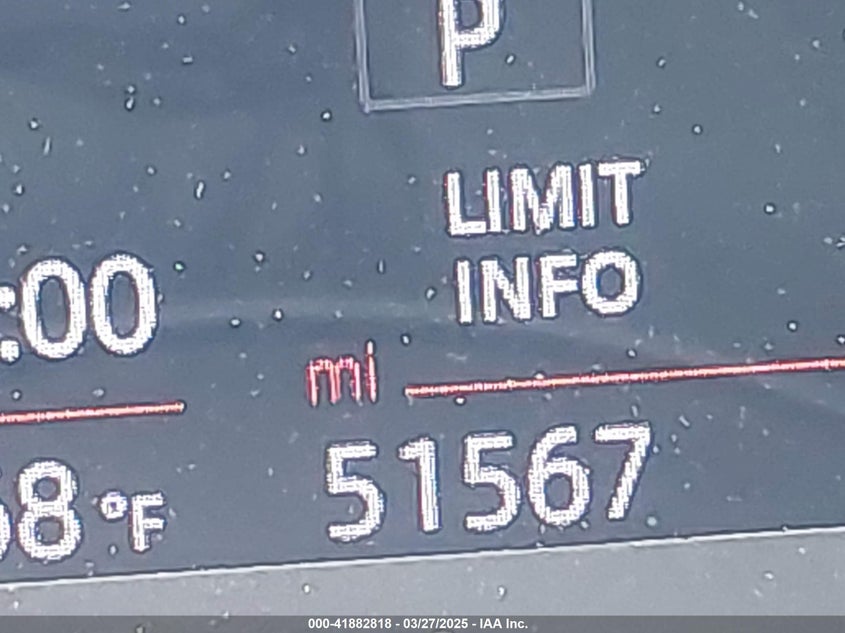 P
LIMIT
INFO
:00
mi
51567
8 °F
000-41882818 - 03/27/2025 - IAA Inc.